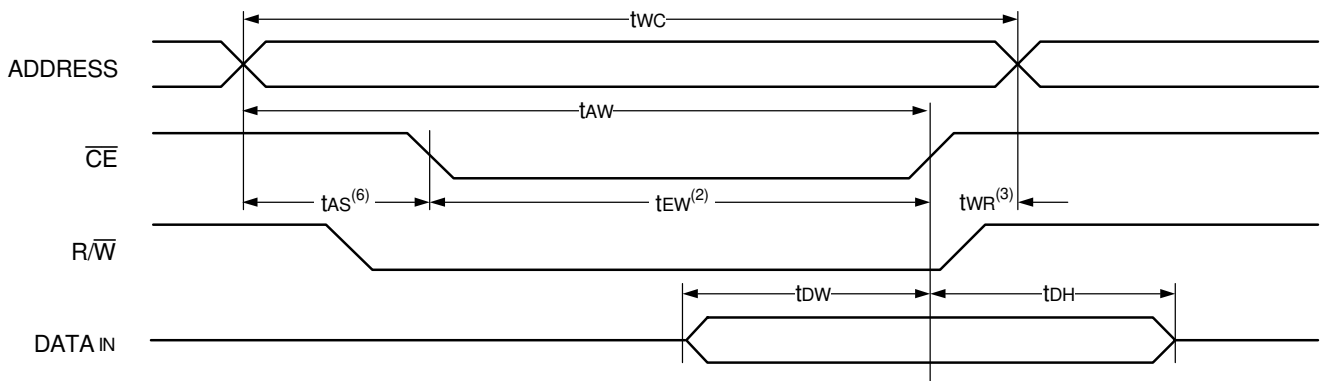 tWC
ADDRESS
tAW
CE
tAS(6)
tEW(2)
tWR(3)
R/W
tDW
tDH
DATA IN